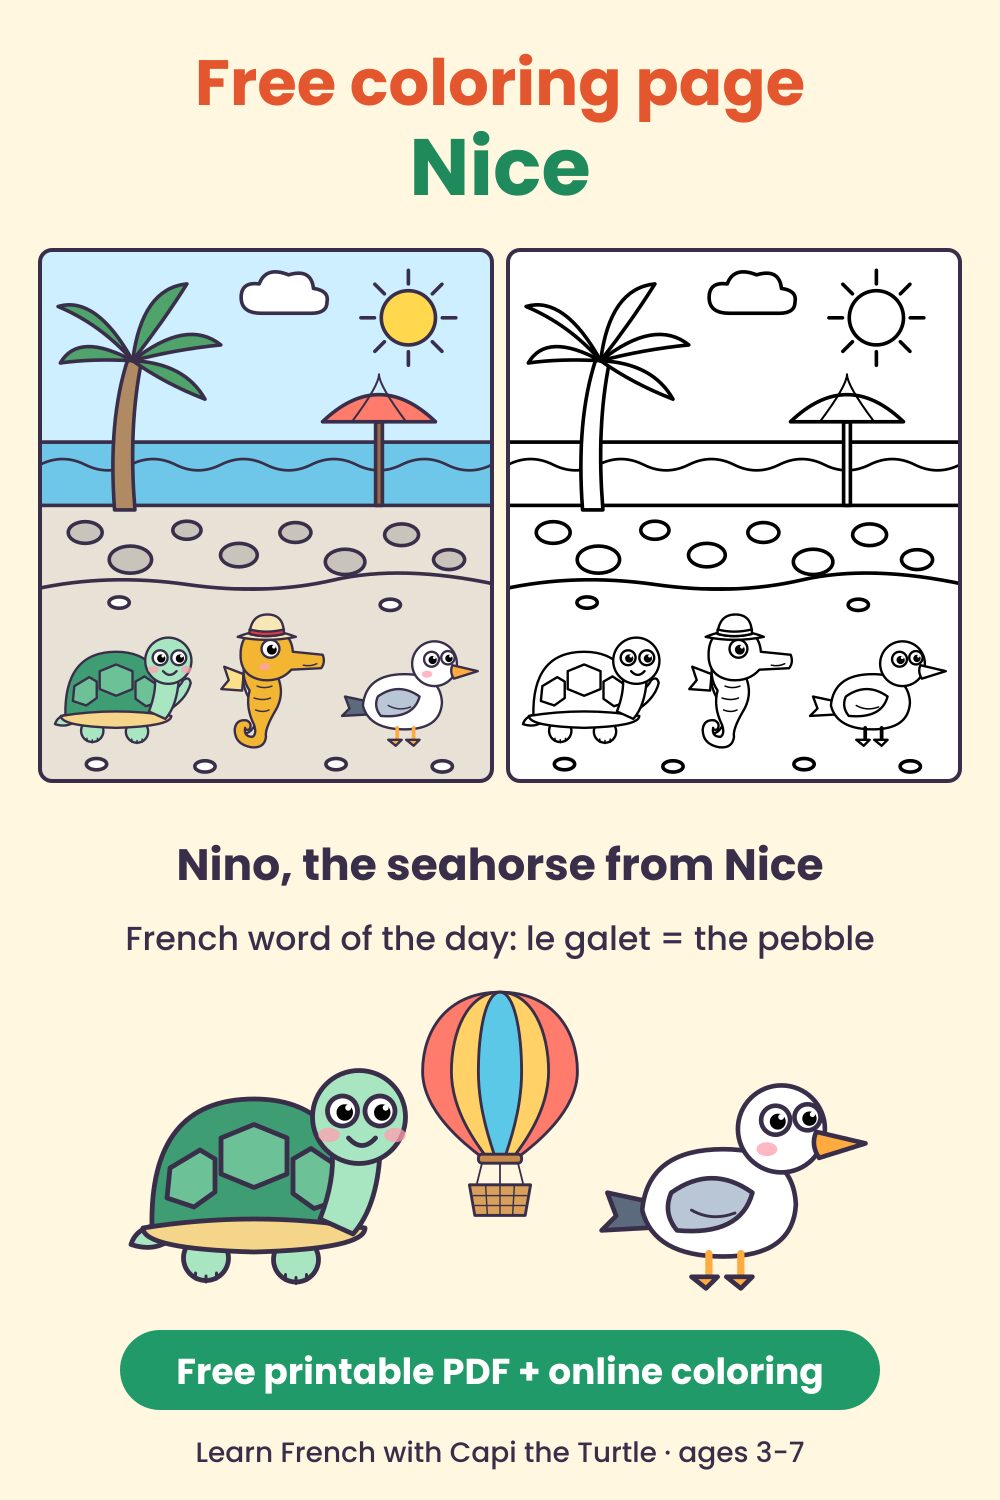 Free coloring page
Nice
Nino, the seahorse from Nice
French word of the day: le galet = the pebble
Free printable PDF + online coloring
Learn French with Capi the Turtle · ages 3-7